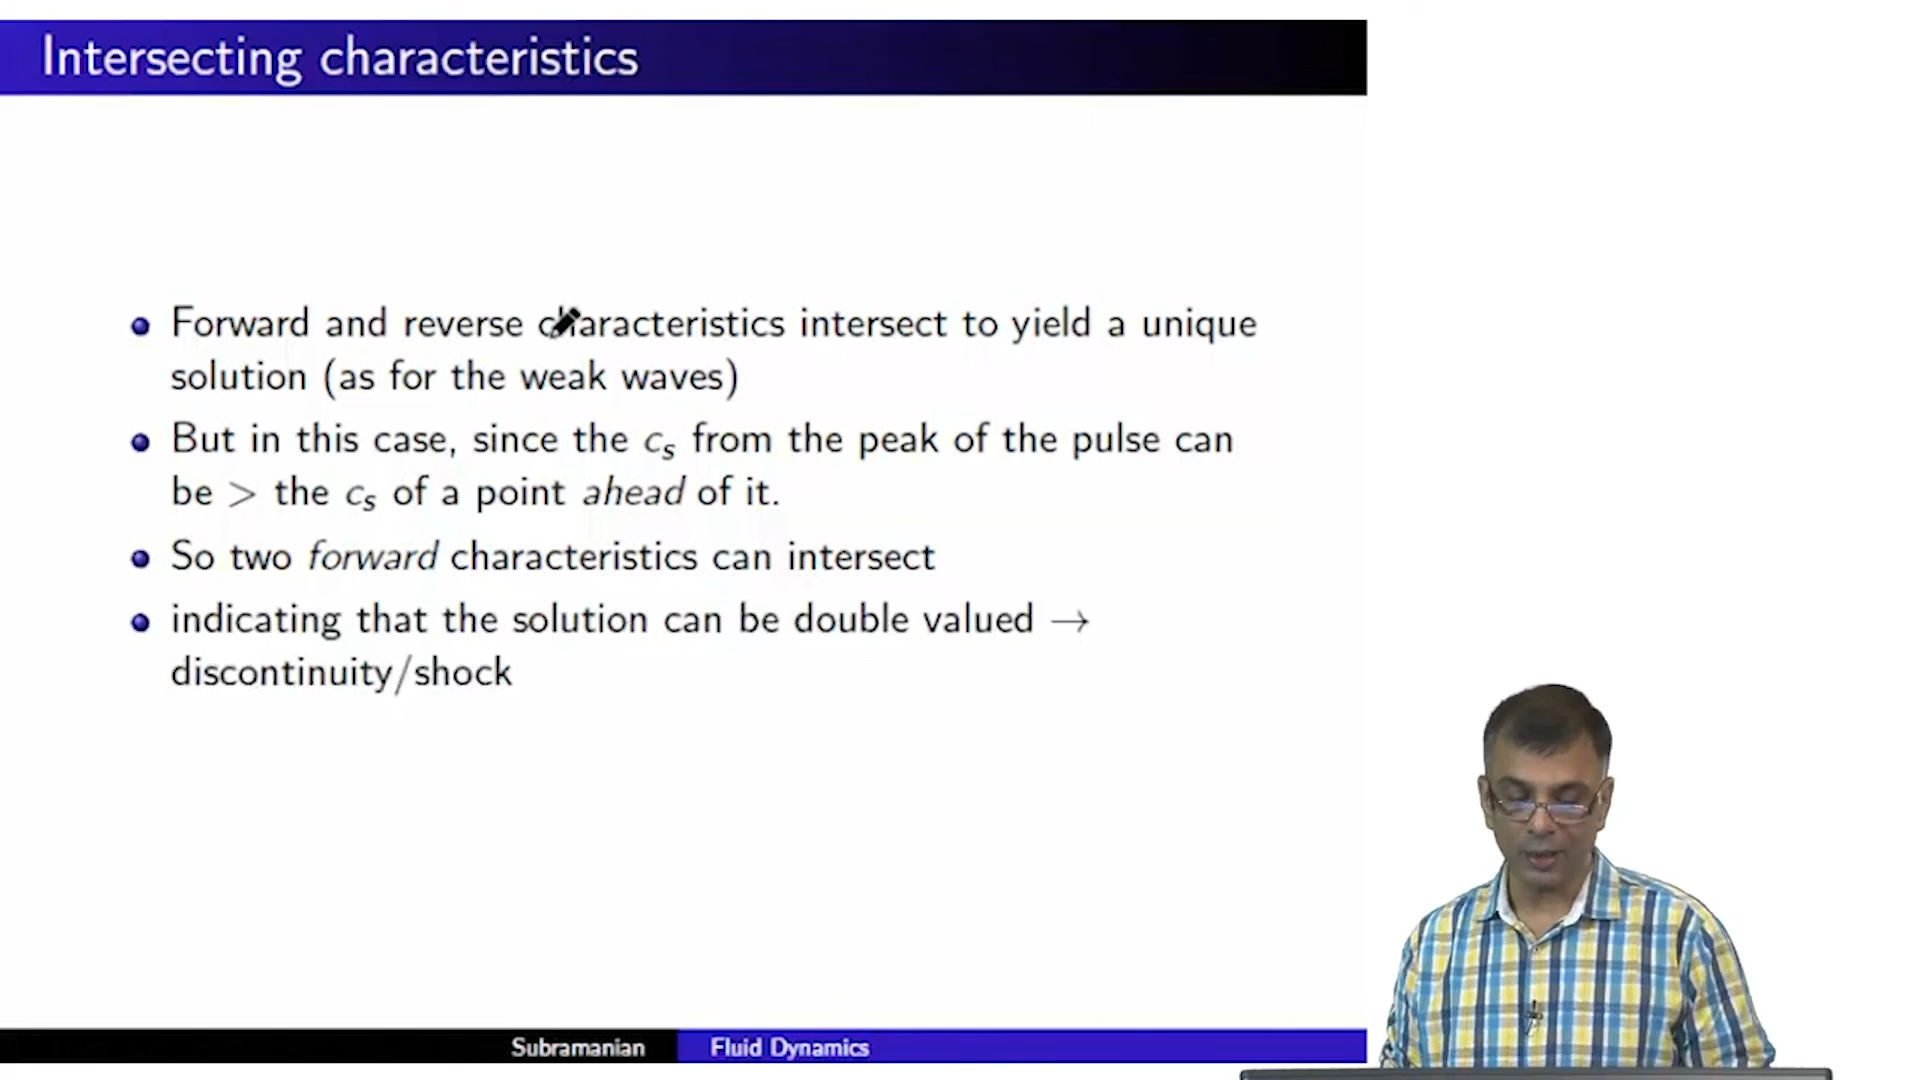 Intersecting characteristics
Forward and reverse characteristics intersect to yield a unique
solution (as for the weak waves)
But in this case, since the cₛ from the peak of the pulse can
be > the cₛ of a point ahead of it.
So two forward characteristics can intersect
indicating that the solution can be double valued →
discontinuity/shock
Subramanian
Fluid Dynamics